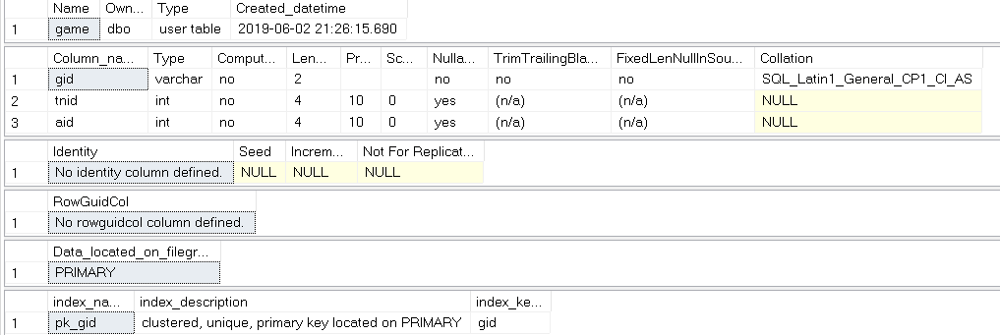 Name Own... Type Created_datetime
1 game dbo user table 2019-06-02 21:26:15.690
Column_na... Type Comput... Len... Pr... Sc... Nulla... TrimTrailingBla... FixedLenNullInSou... Collation
1 gid varchar no 2 no no no SQL_Latin1_General_CP1_CI_AS
2 tnid int no 4 10 0 yes (n/a) (n/a) NULL
3 aid int no 4 10 0 yes (n/a) (n/a) NULL
Identity Seed Increm... Not For Replicat...
1 No identity column defined. NULL NULL NULL
RowGuidCol
1 No rowguidcol column defined.
Data_located_on_filegr...
1 PRIMARY
index_na... index_description index_ke...
1 pk_gid clustered, unique, primary key located on PRIMARY gid